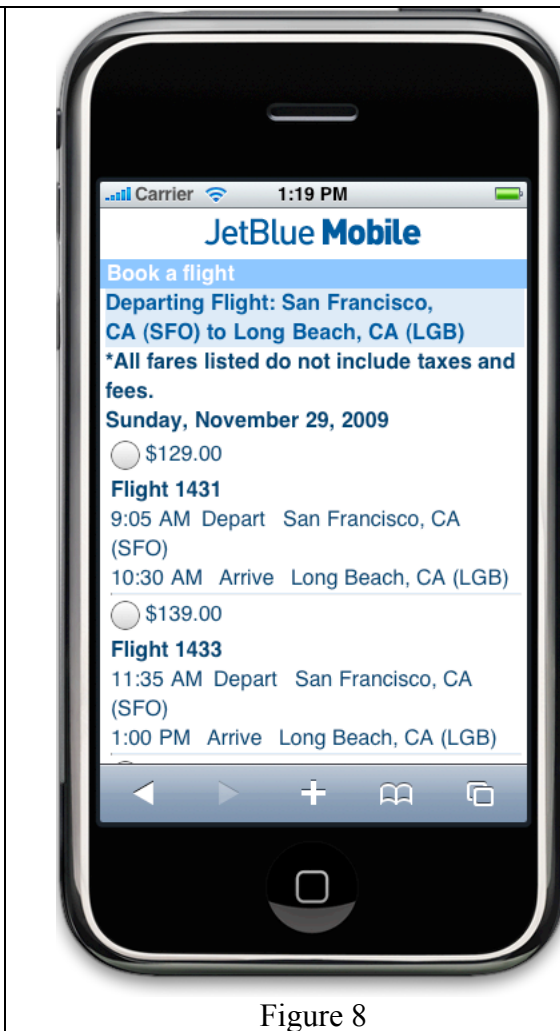 Carrier 1:19 PM
JetBlue Mobile
Book a flight
Departing Flight: San Francisco,
CA (SFO) to Long Beach, CA (LGB)
*All fares listed do not include taxes and
fees.
Sunday, November 29, 2009
$129.00
Flight 1431
9:05 AM Depart San Francisco, CA
(SFO)
10:30 AM Arrive Long Beach, CA (LGB)
$139.00
Flight 1433
11:35 AM Depart San Francisco, CA
(SFO)
1:00 PM Arrive Long Beach, CA (LGB)
Figure 8